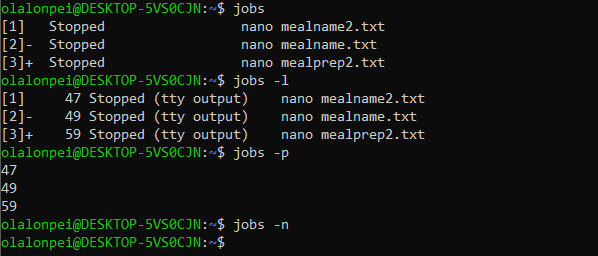 olalonpei@DESKTOP-5VS0CJN:~$ jobs
[1]   Stopped                 nano mealname2.txt
[2]-  Stopped                 nano mealname.txt
[3]+  Stopped                 nano mealprep2.txt
olalonpei@DESKTOP-5VS0CJN:~$ jobs -l
[1]     47 Stopped (tty output)    nano mealname2.txt
[2]-    49 Stopped (tty output)    nano mealname.txt
[3]+    59 Stopped (tty output)    nano mealprep2.txt
olalonpei@DESKTOP-5VS0CJN:~$ jobs -p
47
49
59
olalonpei@DESKTOP-5VS0CJN:~$ jobs -n
olalonpei@DESKTOP-5VS0CJN:~$